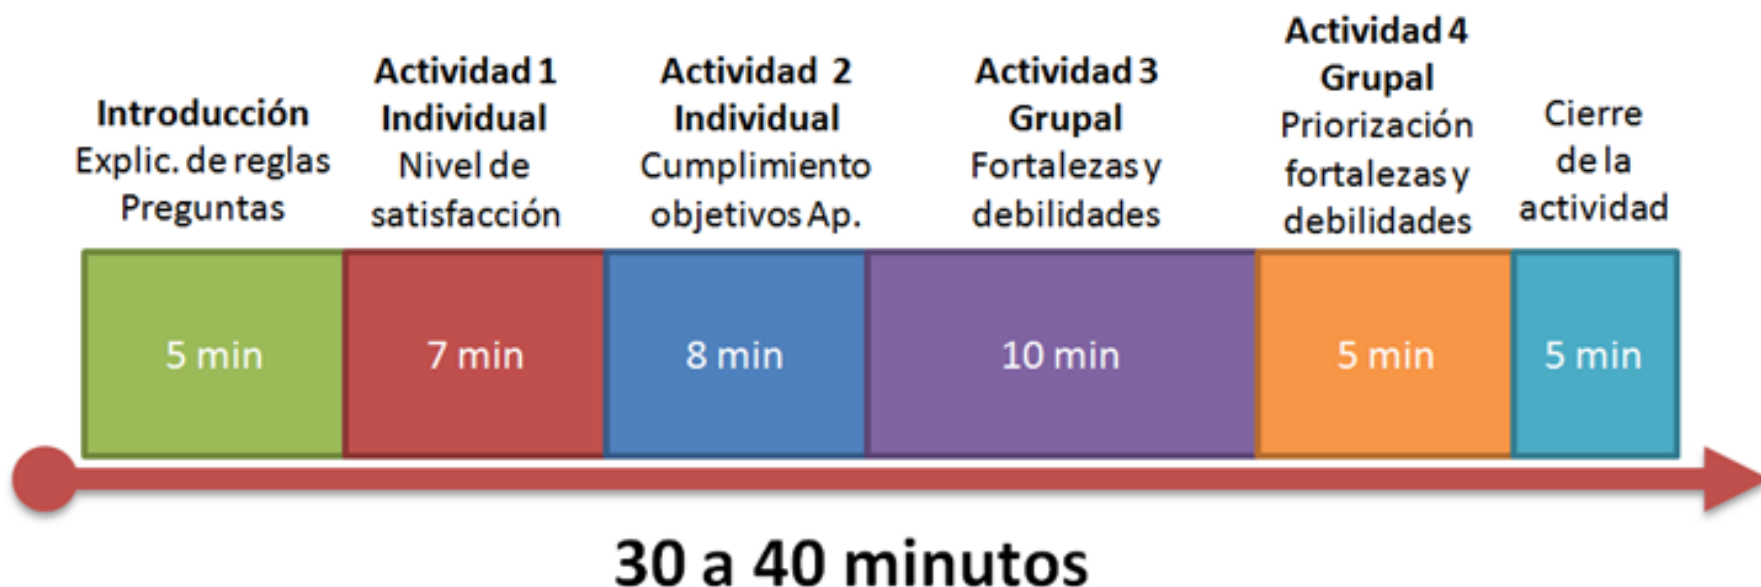 Introducción
Explic. de reglas
Preguntas
Actividad 1
Individual
Nivel de
satisfacción
Actividad 2
Individual
Cumplimiento
objetivos Ap.
Actividad 3
Grupal
Fortalezas y
debilidades
Actividad 4
Grupal
Priorización
fortalezas y
debilidades
Cierre
de la
actividad
5 min
7 min
8 min
10 min
5 min
5 min
30 a 40 minutos